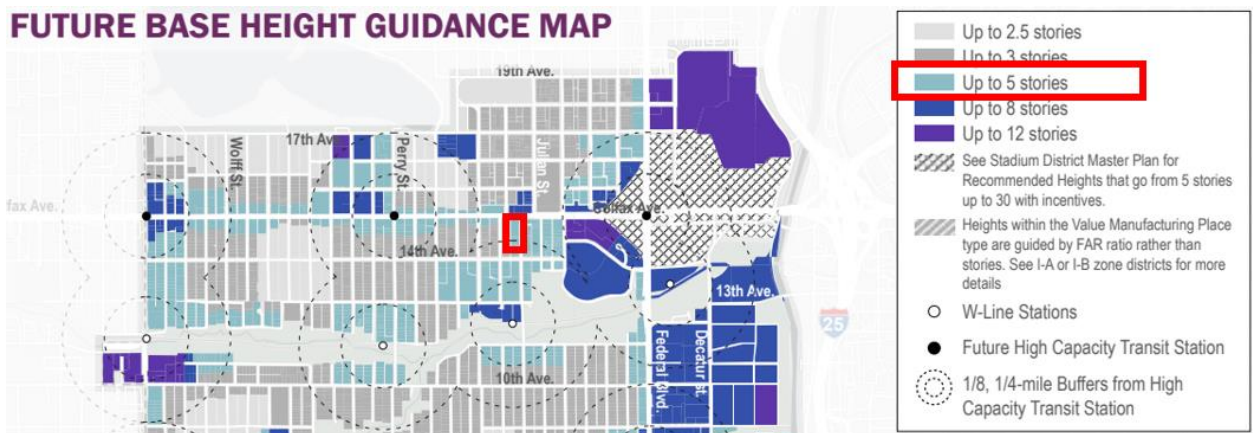 FUTURE BASE HEIGHT GUIDANCE MAP
19th Ave.
17th Av
Wolff St.
Perry St.
Julian St.
fax Ave.
Colfax Ave.
14th Ave.
13th Ave.
Federal Blvd.
Decatur St.
10th Ave.
25
Up to 2.5 stories
Up to 3 stories
Up to 5 stories
Up to 8 stories
Up to 12 stories
See Stadium District Master Plan for
Recommended Heights that go from 5 stories
up to 30 with incentives.
Heights within the Value Manufacturing Place
type are guided by FAR ratio rather than
stories. See I-A or I-B zone districts for more
details
W-Line Stations
Future High Capacity Transit Station
1/8, 1/4-mile Buffers from High
Capacity Transit Station